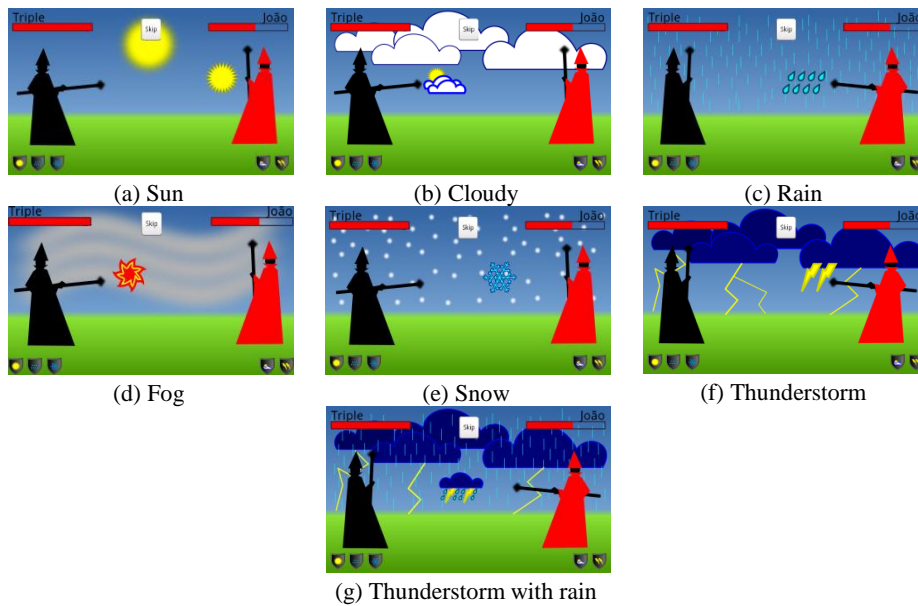 Triple Skip João
(a) Sun
Triple Skip João
(b) Cloudy
Triple Skip João
(c) Rain
Triple Skip João
(d) Fog
Triple Skip João
(e) Snow
Triple Skip João
(f) Thunderstorm
Triple Skip João
(g) Thunderstorm with rain